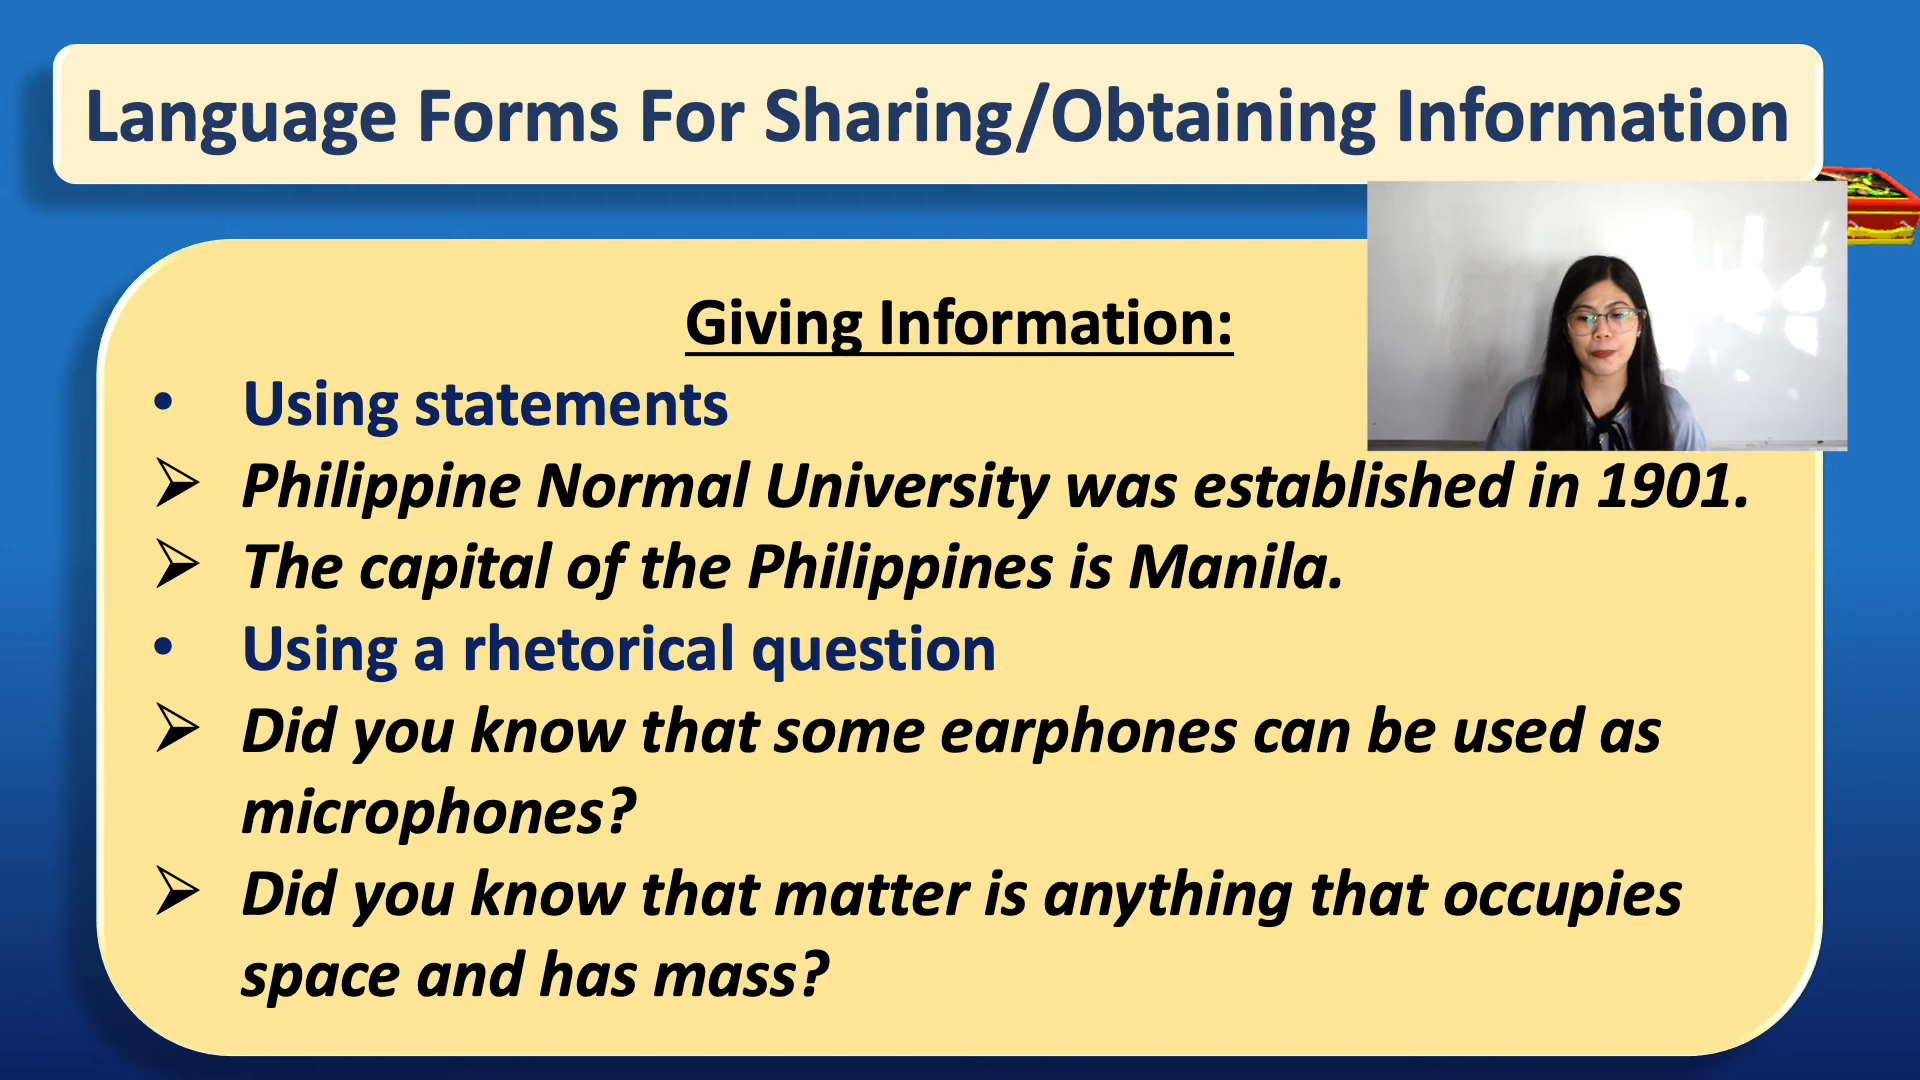 Language Forms For Sharing/Obtaining Information
Giving Information:
• Using statements
➢ Philippine Normal University was established in 1901.
➢ The capital of the Philippines is Manila.
• Using a rhetorical question
➢ Did you know that some earphones can be used as
microphones?
➢ Did you know that matter is anything that occupies
space and has mass?